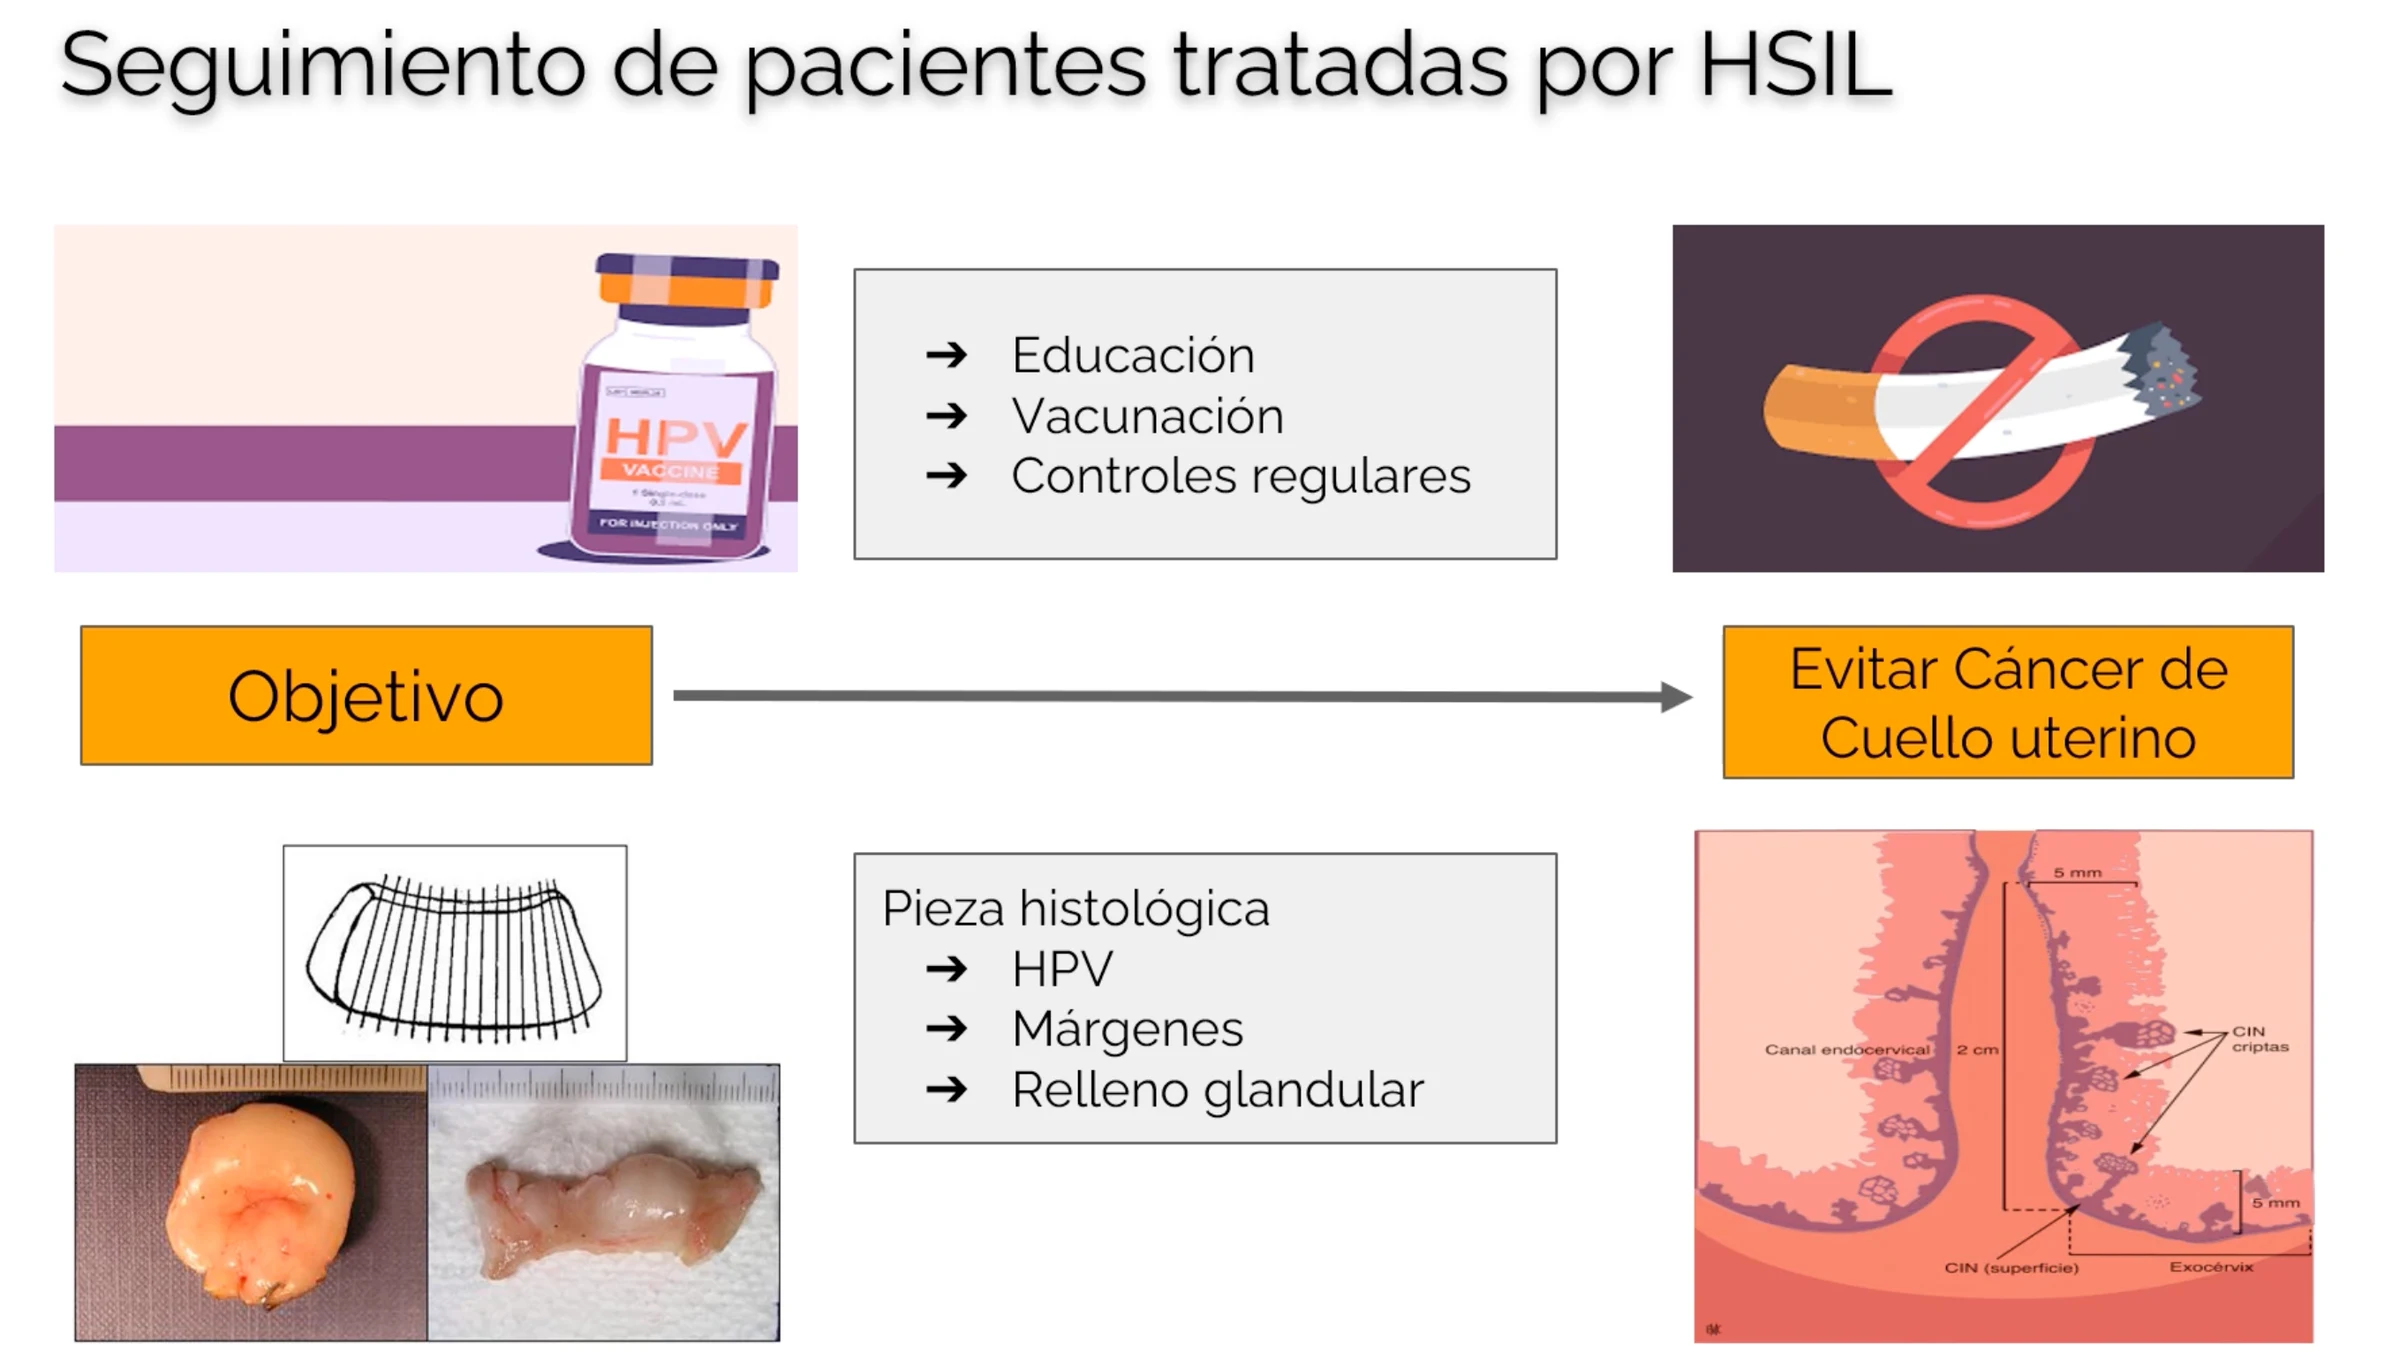 Seguimiento de pacientes tratadas por HSIL
HPV
VACCINE
FOR INJECTION ONLY
➔ Educación
➔ Vacunación
➔ Controles regulares
Objetivo
Evitar Cáncer de
Cuello uterino
Pieza histológica
➔ HPV
➔ Márgenes
➔ Relleno glandular
5 mm
CIN
criptas
Canal endocervical
2 cm
5 mm
CIN (superficie)
Exocérvix